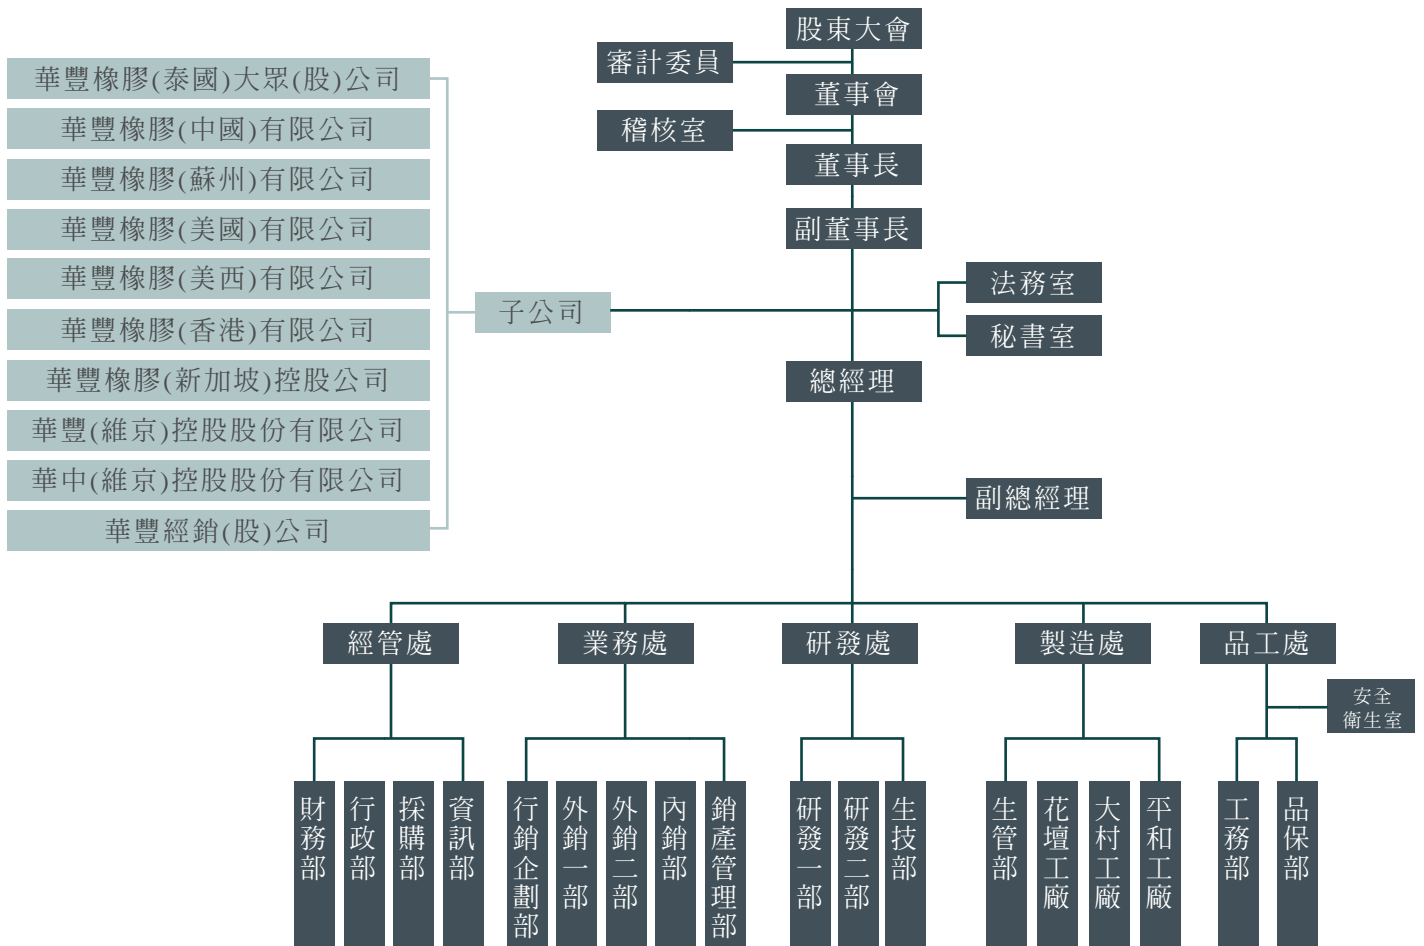 股東大會
審計委員
董事會
稽核室
董事長
副董事長
法務室
秘書室
子公司
華豐橡膠(泰國)大眾(股)公司
華豐橡膠(中國)有限公司
華豐橡膠(蘇州)有限公司
華豐橡膠(美國)有限公司
華豐橡膠(美西)有限公司
華豐橡膠(香港)有限公司
華豐橡膠(新加坡)控股公司
華豐(維京)控股股份有限公司
華中(維京)控股股份有限公司
華豐經銷(股)公司
總經理
副總經理
經管處
業務處
研發處
製造處
品工處
安全
衛生室
財務部
行政部
採購部
資訊部
行銷企劃部
外銷一部
外銷二部
內銷部
銷產管理部
研發一部
研發二部
生技部
生管部
花壇工廠
大村工廠
平和工廠
工務部
品保部